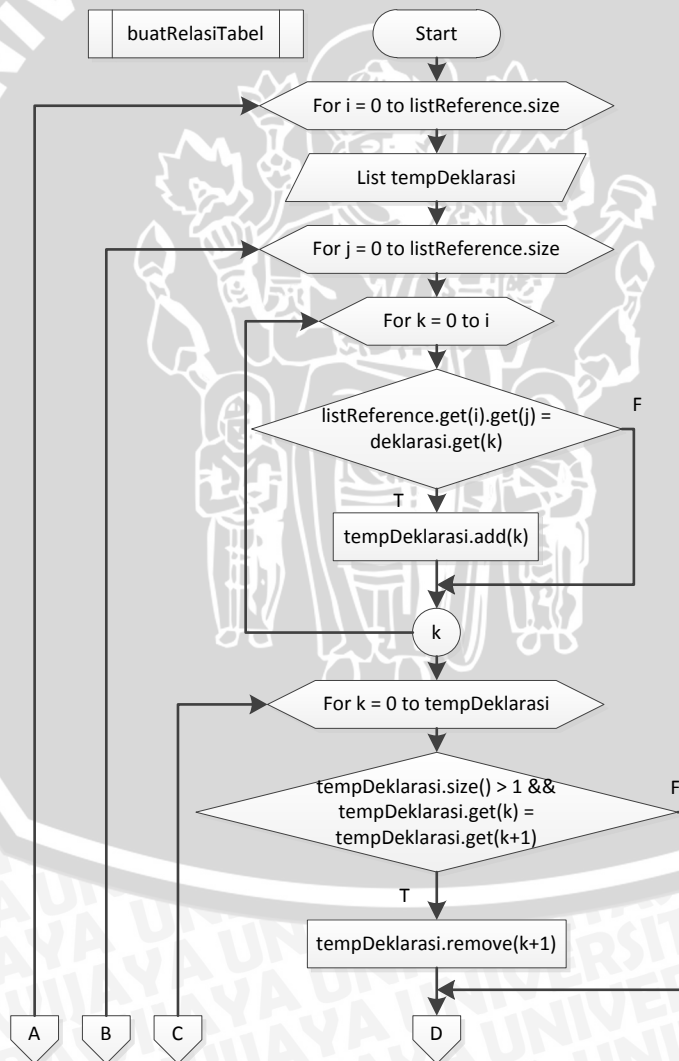 buatRelasiTabel
Start
For i = 0 to listReference.size
List tempDeklarasi
For j = 0 to listReference.size
For k = 0 to i
listReference.get(i).get(j) =
deklarasi.get(k)
F
T
tempDeklarasi.add(k)
k
For k = 0 to tempDeklarasi
tempDeklarasi.size() > 1 &&
tempDeklarasi.get(k) =
tempDeklarasi.get(k+1)
F
T
tempDeklarasi.remove(k+1)
A
B
C
D